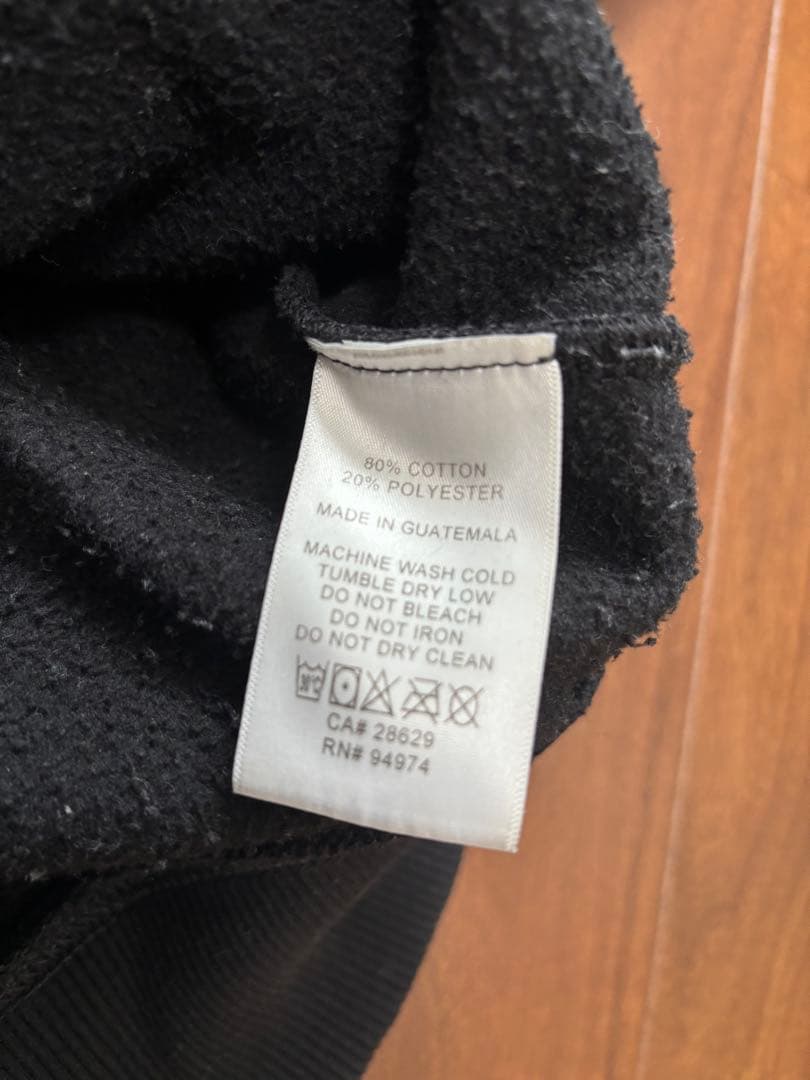 80% COTTON
20% POLYESTER
MADE IN GUATEMALA
MACHINE WASH COLD
TUMBLE DRY LOW
DO NOT BLEACH
DO NOT IRON
DO NOT DRY CLEAN
30°C
CA# 28629
RN# 94974